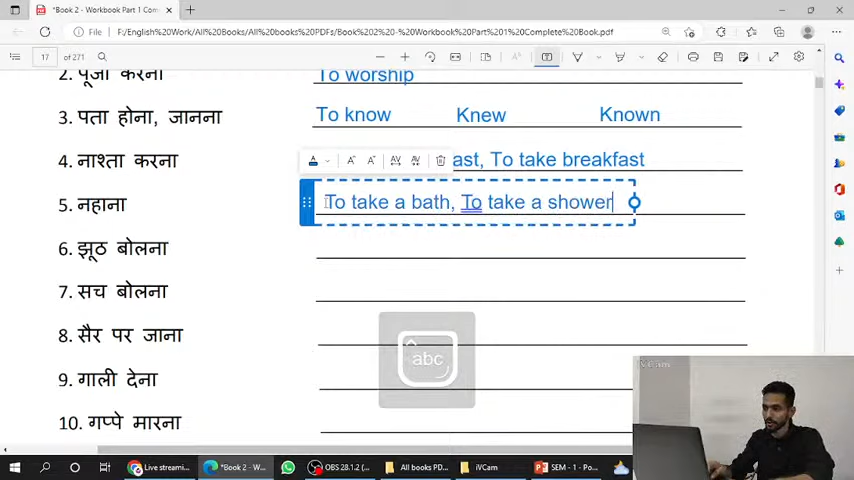 *Book 2 - Workbook Part 1 Com
File
F:/English%20Work/All%20Books/All%20books%20PDFs/Book%202%20-%20Workbook%20Part%201%20Complete%20Book.pdf
17 of 271
2. पूजा करना To worship
3. पता होना, जानना To know Knew Known
4. नाश्ता करना ast, To take breakfast
5. नहाना To take a bath, To take a shower
6. झूठ बोलना
7. सच बोलना
8. सैर पर जाना
9. गाली देना
10. गप्पे मारना
abc
iVCam
Live streami... *Book 2 - W... OBS 28.1.2 (... All books PD... iVCam SEM - 1 - Po...